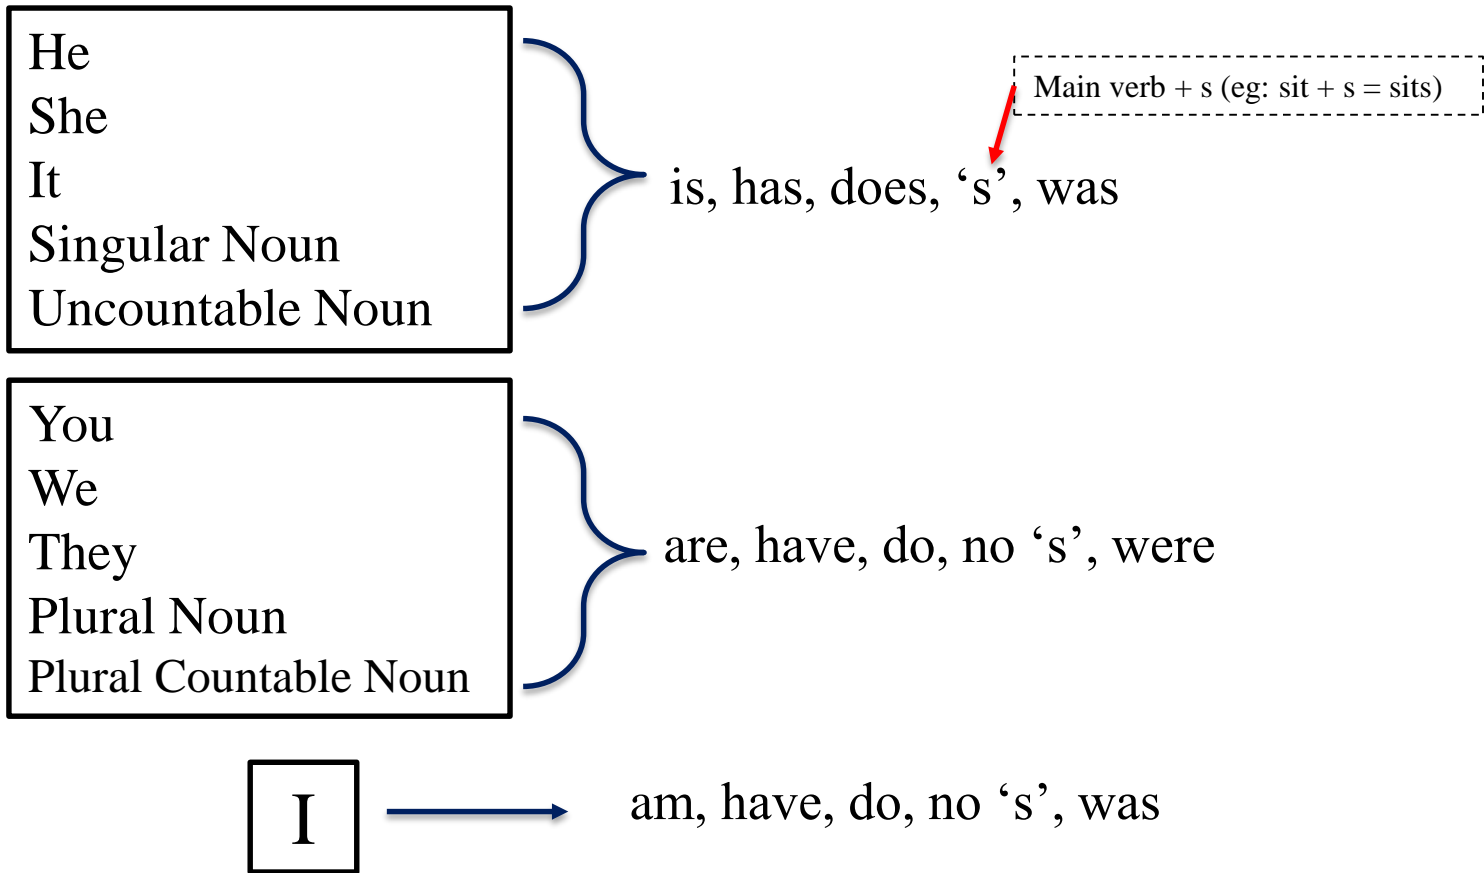 He
She
It
Singular Noun
Uncountable Noun
Main verb + s (eg: sit + s = sits)
is, has, does, ‘s’, was
You
We
They
Plural Noun
Plural Countable Noun
are, have, do, no ‘s’, were
I
am, have, do, no ‘s’, was